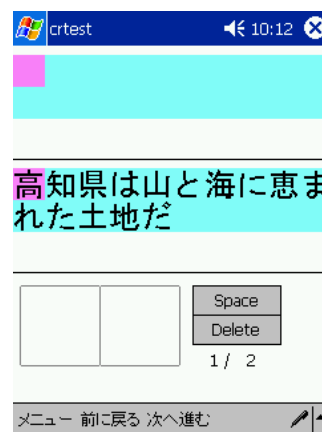 crtest 10:12
高知県は山と海に恵ま
れた土地だ
Space
Delete
1/ 2
メニュー 前に戻る 次へ進む